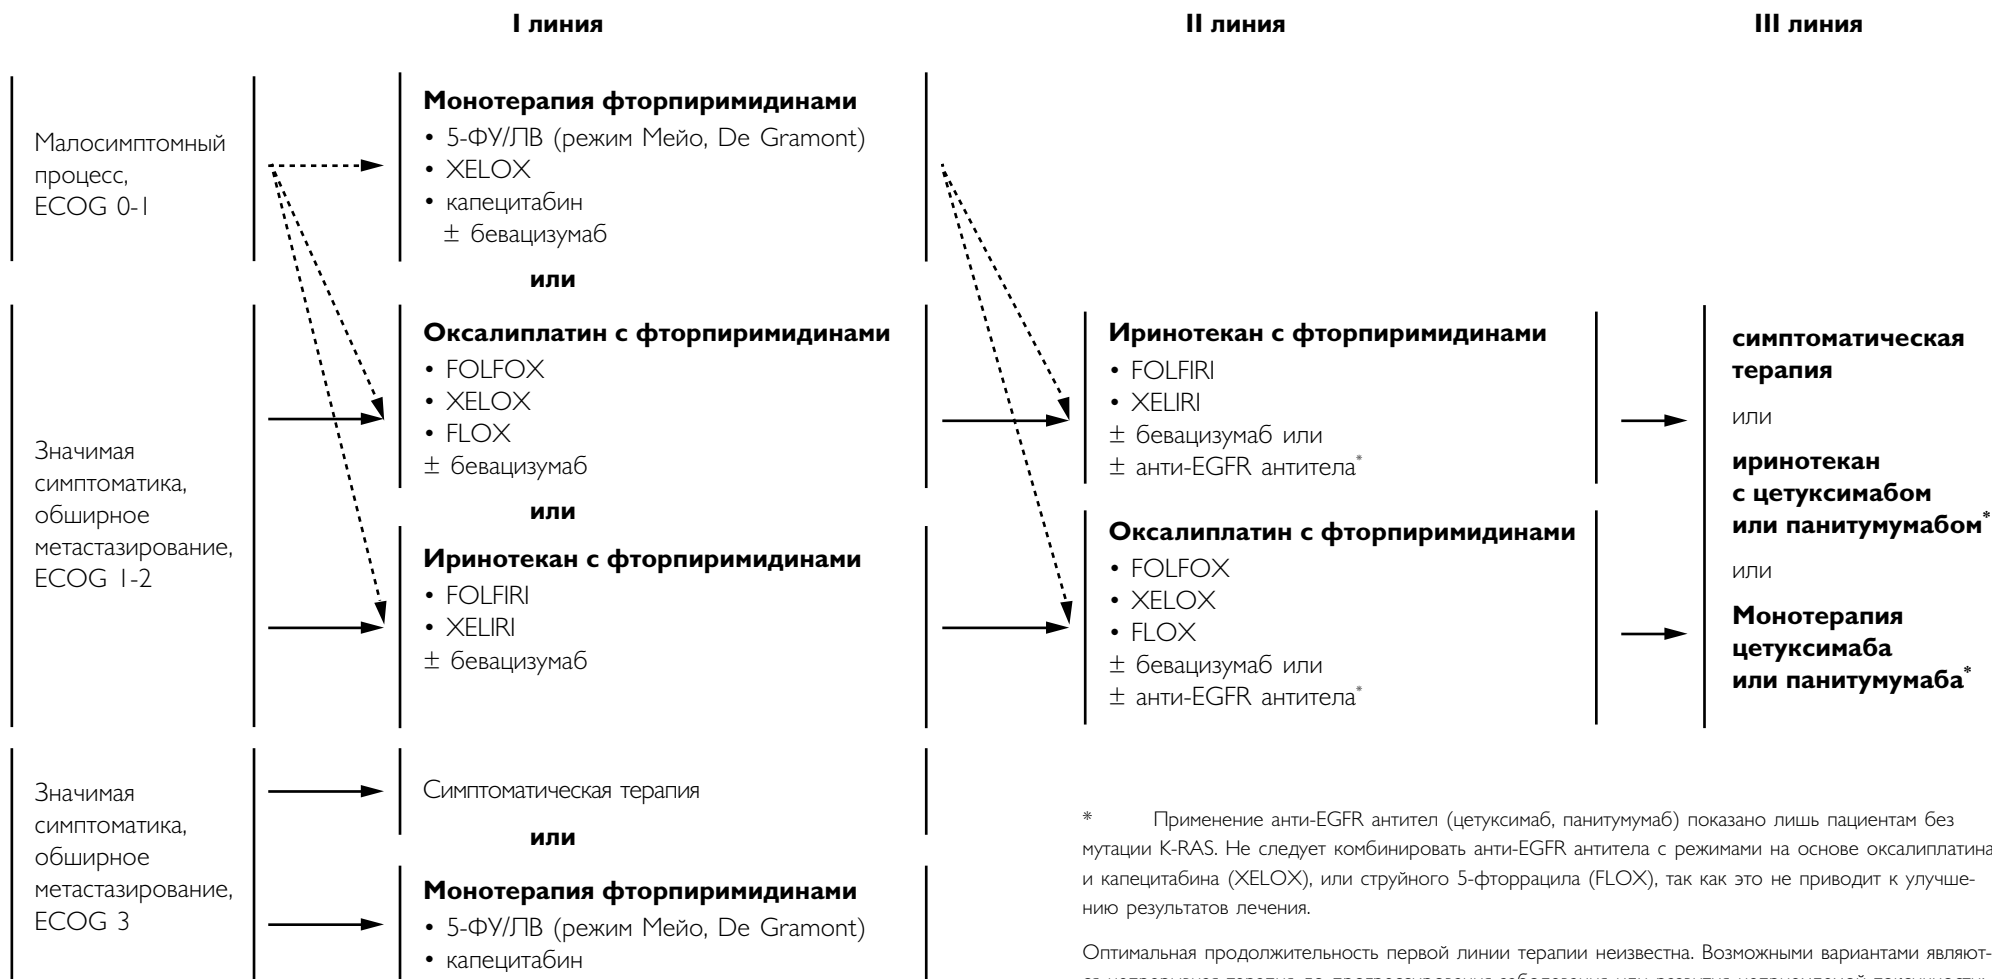 I линия
II линия
III линия
Малосимптомный
процесс,
ECOG 0-1
Монотерапия фторпиримидинами
• 5-ФУ/ЛВ (режим Мейо, De Gramont)
• XELOX
• капецитабин
± бевацизумаб
или
Значимая
симптоматика,
обширное
метастазирование,
ECOG 1-2
Оксалиплатин с фторпиримидинами
• FOLFOX
• XELOX
• FLOX
± бевацизумаб
или
Иринотекан с фторпиримидинами
• FOLFIRI
• XELIRI
± бевацизумаб
Иринотекан с фторпиримидинами
• FOLFIRI
• XELIRI
± бевацизумаб или
± анти-EGFR антитела*
Оксалиплатин с фторпиримидинами
• FOLFOX
• XELOX
• FLOX
± бевацизумаб или
± анти-EGFR антитела*
симптоматическая
терапия
или
иринотекан
с цетуксимабом
или панитумумабом*
или
Монотерапия
цетуксимаба
или панитумумаба*
Значимая
симптоматика,
обширное
метастазирование,
ECOG 3
Симптоматическая терапия
или
Монотерапия фторпиримидинами
• 5-ФУ/ЛВ (режим Мейо, De Gramont)
• капецитабин
* Применение анти-EGFR антител (цетуксимаб, панитумумаб) показано лишь пациентам без
мутации K-RAS. Не следует комбинировать анти-EGFR антитела с режимами на основе оксалиплатина
и капецитабина (XELOX), или струйного 5-фторрацила (FLOX), так как это не приводит к улучше-
нию результатов лечения.
Оптимальная продолжительность первой линии терапии неизвестна. Возможными вариантами являют-